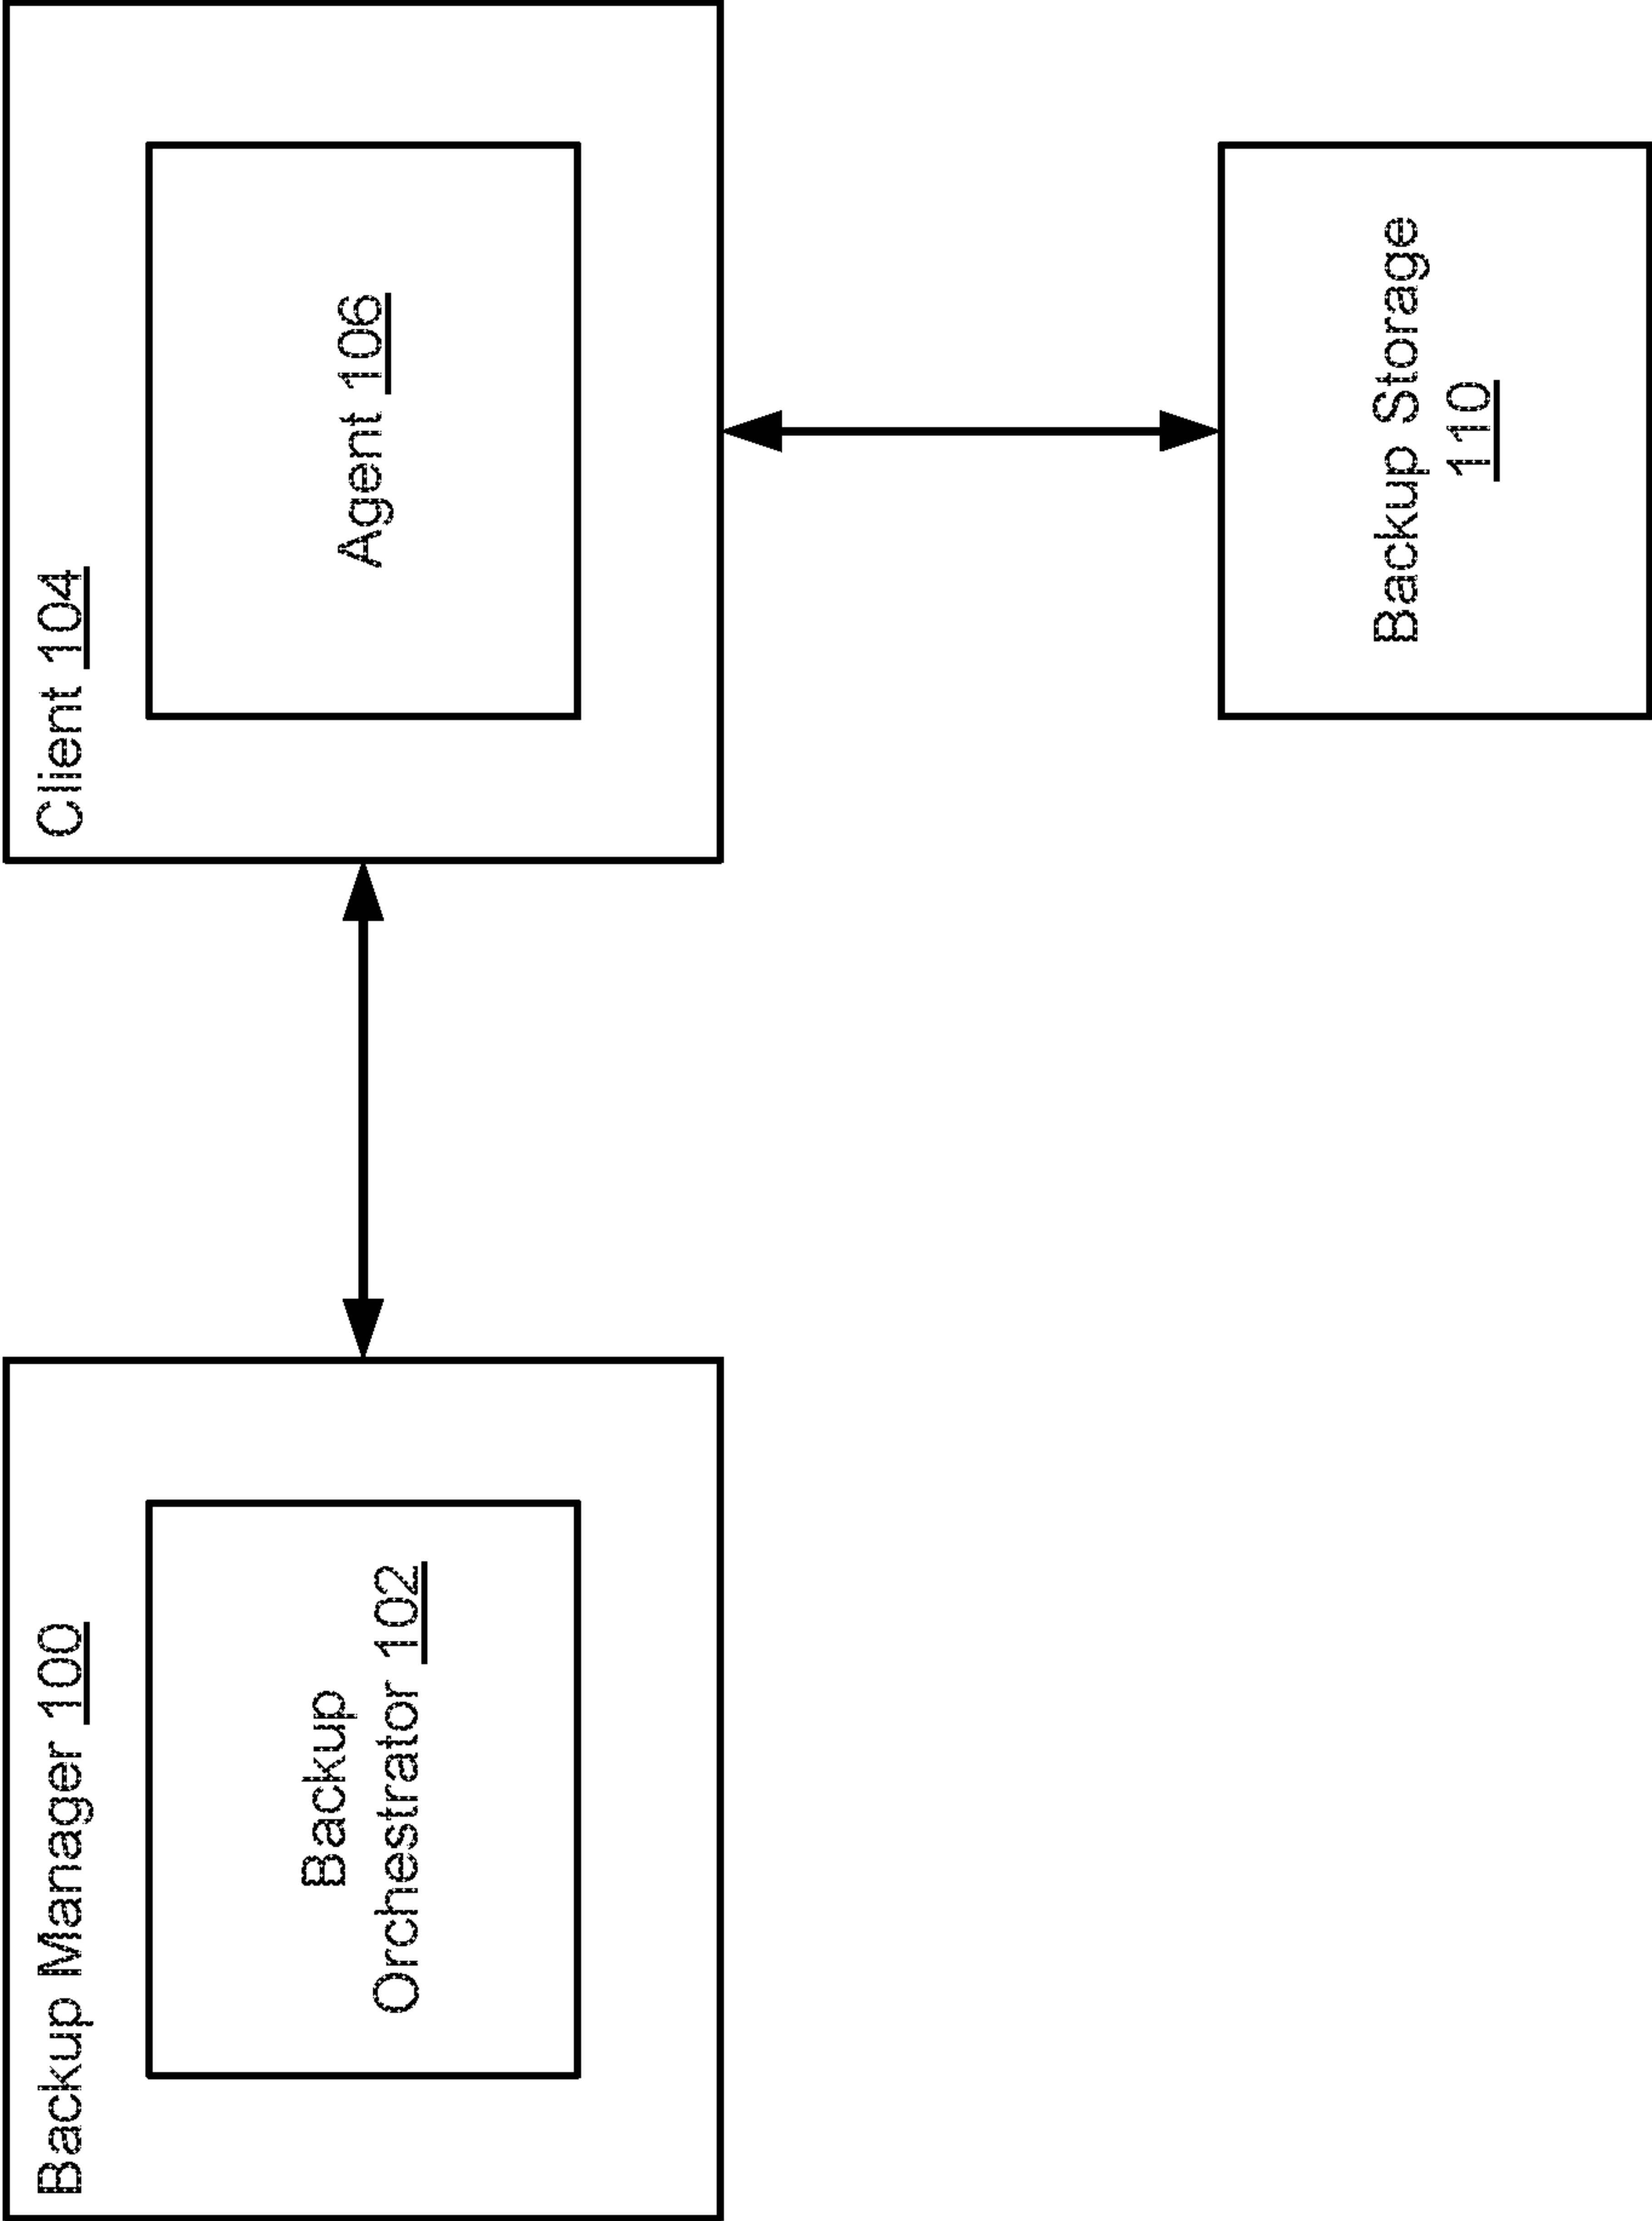 Backup Manager 100
Backup
Orchestrator 102
Client 104
Agent 106
Backup Storage
110